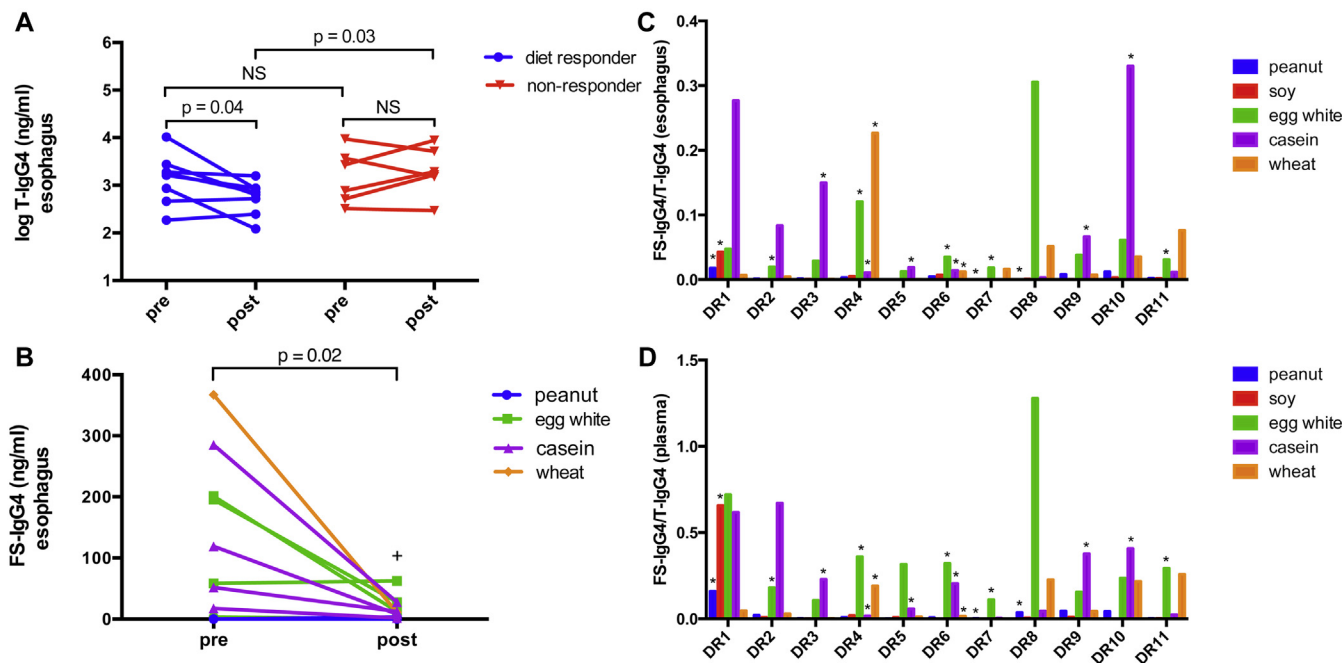 A
log T-IgG4 (ng/ml)
esophagus
6
5
4
3
2
1
p = 0.03
NS
p = 0.04
NS
pre
post
pre
post
diet responder
non-responder
B
FS-IgG4 (ng/ml)
esophagus
400
300
200
100
0
p = 0.02
+
pre
post
peanut
egg white
casein
wheat
C
FS-IgG4/T-IgG4 (esophagus)
0.4
0.3
0.2
0.1
0.0
* * * * * * * * * * * * * * * * *
DR1
DR2
DR3
DR4
DR5
DR6
DR7
DR8
DR9
DR10
DR11
peanut
soy
egg white
casein
wheat
D
FS-IgG4/T-IgG4 (plasma)
1.5
1.0
0.5
0.0
* * * * * * * * * * * * * * * * *
DR1
DR2
DR3
DR4
DR5
DR6
DR7
DR8
DR9
DR10
DR11
peanut
soy
egg white
casein
wheat